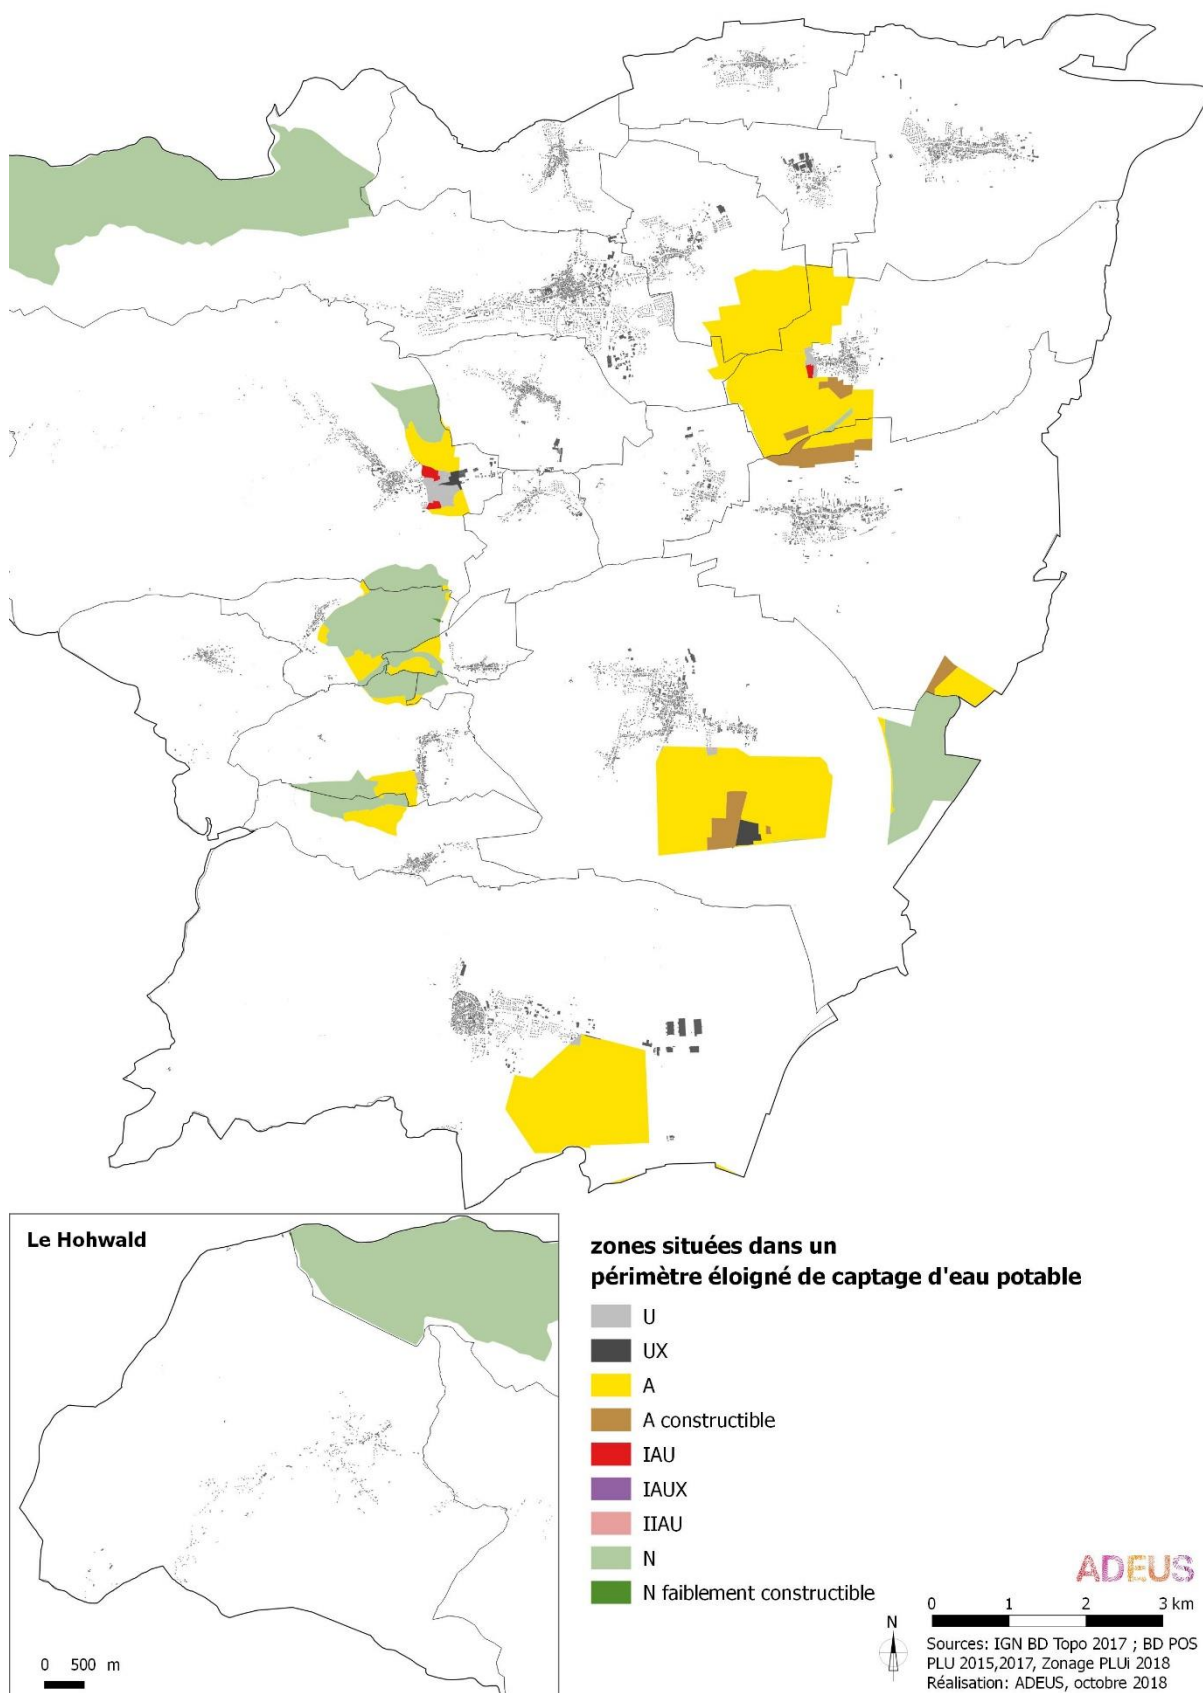 Le Hohwald
0 500 m
zones situées dans un
périmètre éloigné de captage d'eau potable
U
UX
A
A constructible
IAU
IAUX
IIAU
N
N faiblement constructible
ADEUS
0 1 2 3 km
N
Sources: IGN BD Topo 2017 ; BD POS
PLU 2015,2017, Zonage PLUi 2018
Réalisation: ADEUS, octobre 2018